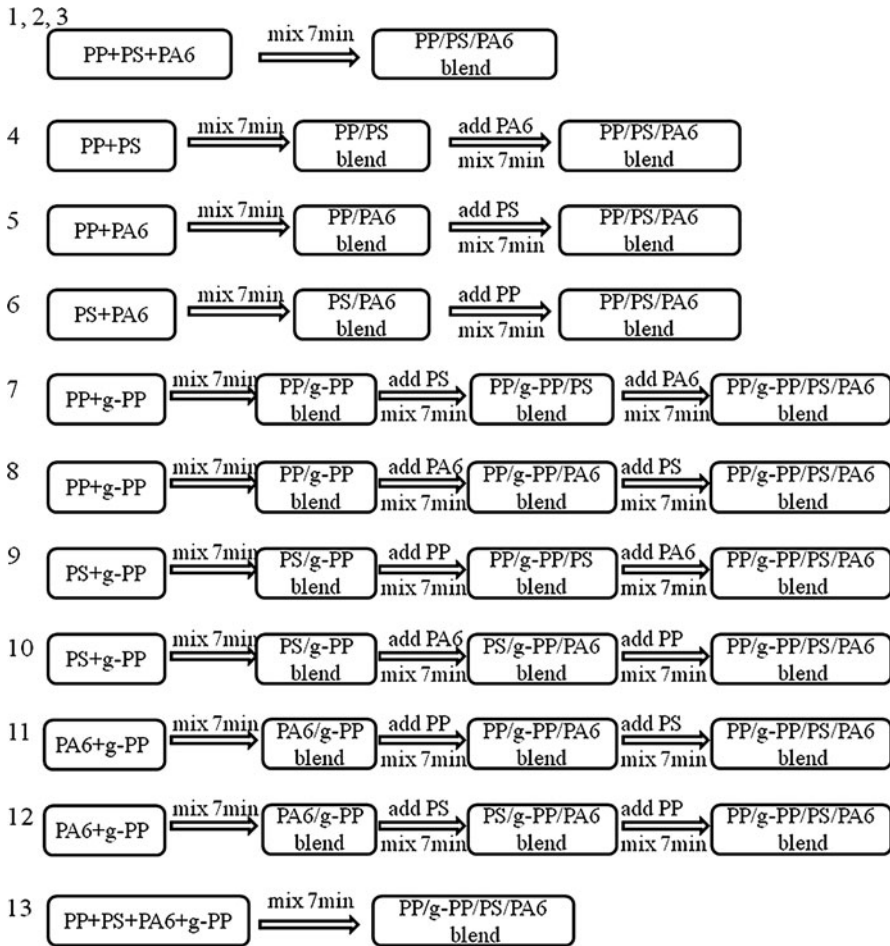 1, 2, 3
PP+PS+PA6
mix 7min
PP/PS/PA6
blend
4
PP+PS
mix 7min
PP/PS
blend
add PA6
mix 7min
PP/PS/PA6
blend
5
PP+PA6
mix 7min
PP/PA6
blend
add PS
mix 7min
PP/PS/PA6
blend
6
PS+PA6
mix 7min
PS/PA6
blend
add PP
mix 7min
PP/PS/PA6
blend
7
PP+g-PP
mix 7min
PP/g-PP
blend
add PS
mix 7min
PP/g-PP/PS
blend
add PA6
mix 7min
PP/g-PP/PS/PA6
blend
8
PP+g-PP
mix 7min
PP/g-PP
blend
add PA6
mix 7min
PP/g-PP/PA6
blend
add PS
mix 7min
PP/g-PP/PS/PA6
blend
9
PS+g-PP
mix 7min
PS/g-PP
blend
add PP
mix 7min
PP/g-PP/PS
blend
add PA6
mix 7min
PP/g-PP/PS/PA6
blend
10
PS+g-PP
mix 7min
PS/g-PP
blend
add PA6
mix 7min
PS/g-PP/PA6
blend
add PP
mix 7min
PP/g-PP/PS/PA6
blend
11
PA6+g-PP
mix 7min
PA6/g-PP
blend
add PP
mix 7min
PP/g-PP/PA6
blend
add PS
mix 7min
PP/g-PP/PS/PA6
blend
12
PA6+g-PP
mix 7min
PA6/g-PP
blend
add PS
mix 7min
PS/g-PP/PA6
blend
add PP
mix 7min
PP/g-PP/PS/PA6
blend
13
PP+PS+PA6+g-PP
mix 7min
PP/g-PP/PS/PA6
blend